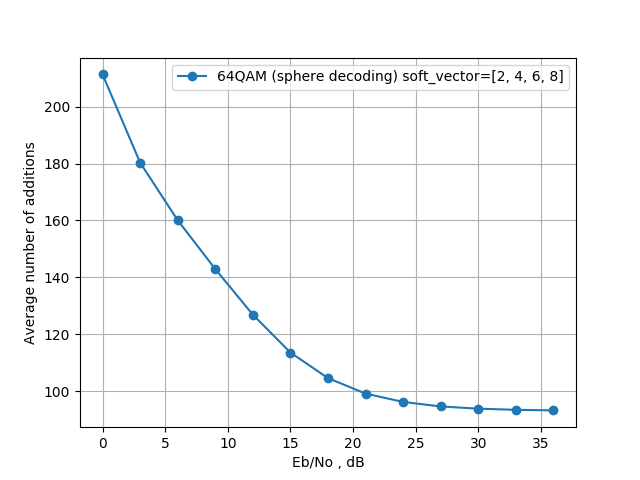 64QAM (sphere decoding) soft_vector=[2, 4, 6, 8]
200
180
160
140
120
100
Average number of additions
0 5 10 15 20 25 30 35
Eb/No , dB